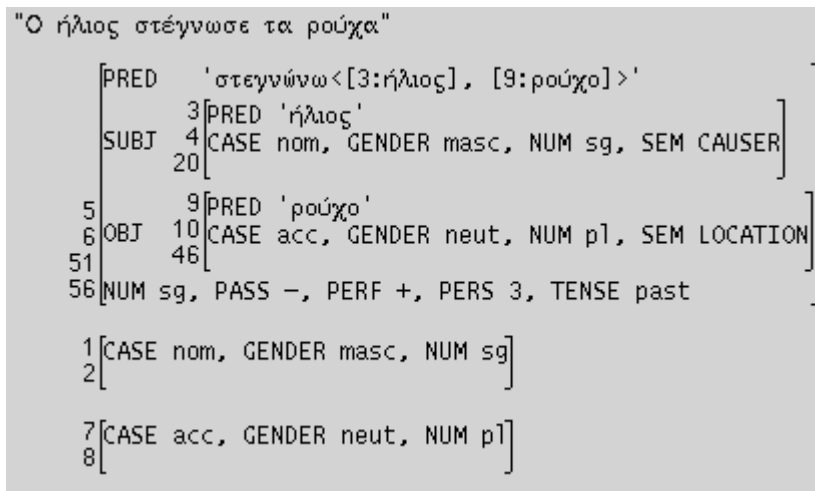 "Ο ήλιος στέγνωσε τα ρούχα"
PRED 'στεγνώνω<[3:ήλιος], [9:ρούχο]>'
3 PRED 'ήλιος'
SUBJ 4 CASE nom, GENDER masc, NUM sg, SEM CAUSER
20
5 9 PRED 'ρούχο'
6 OBJ 10 CASE acc, GENDER neut, NUM pl, SEM LOCATION
51 46
56 NUM sg, PASS −, PERF +, PERS 3, TENSE past
1 CASE nom, GENDER masc, NUM sg
2
7 CASE acc, GENDER neut, NUM pl
8